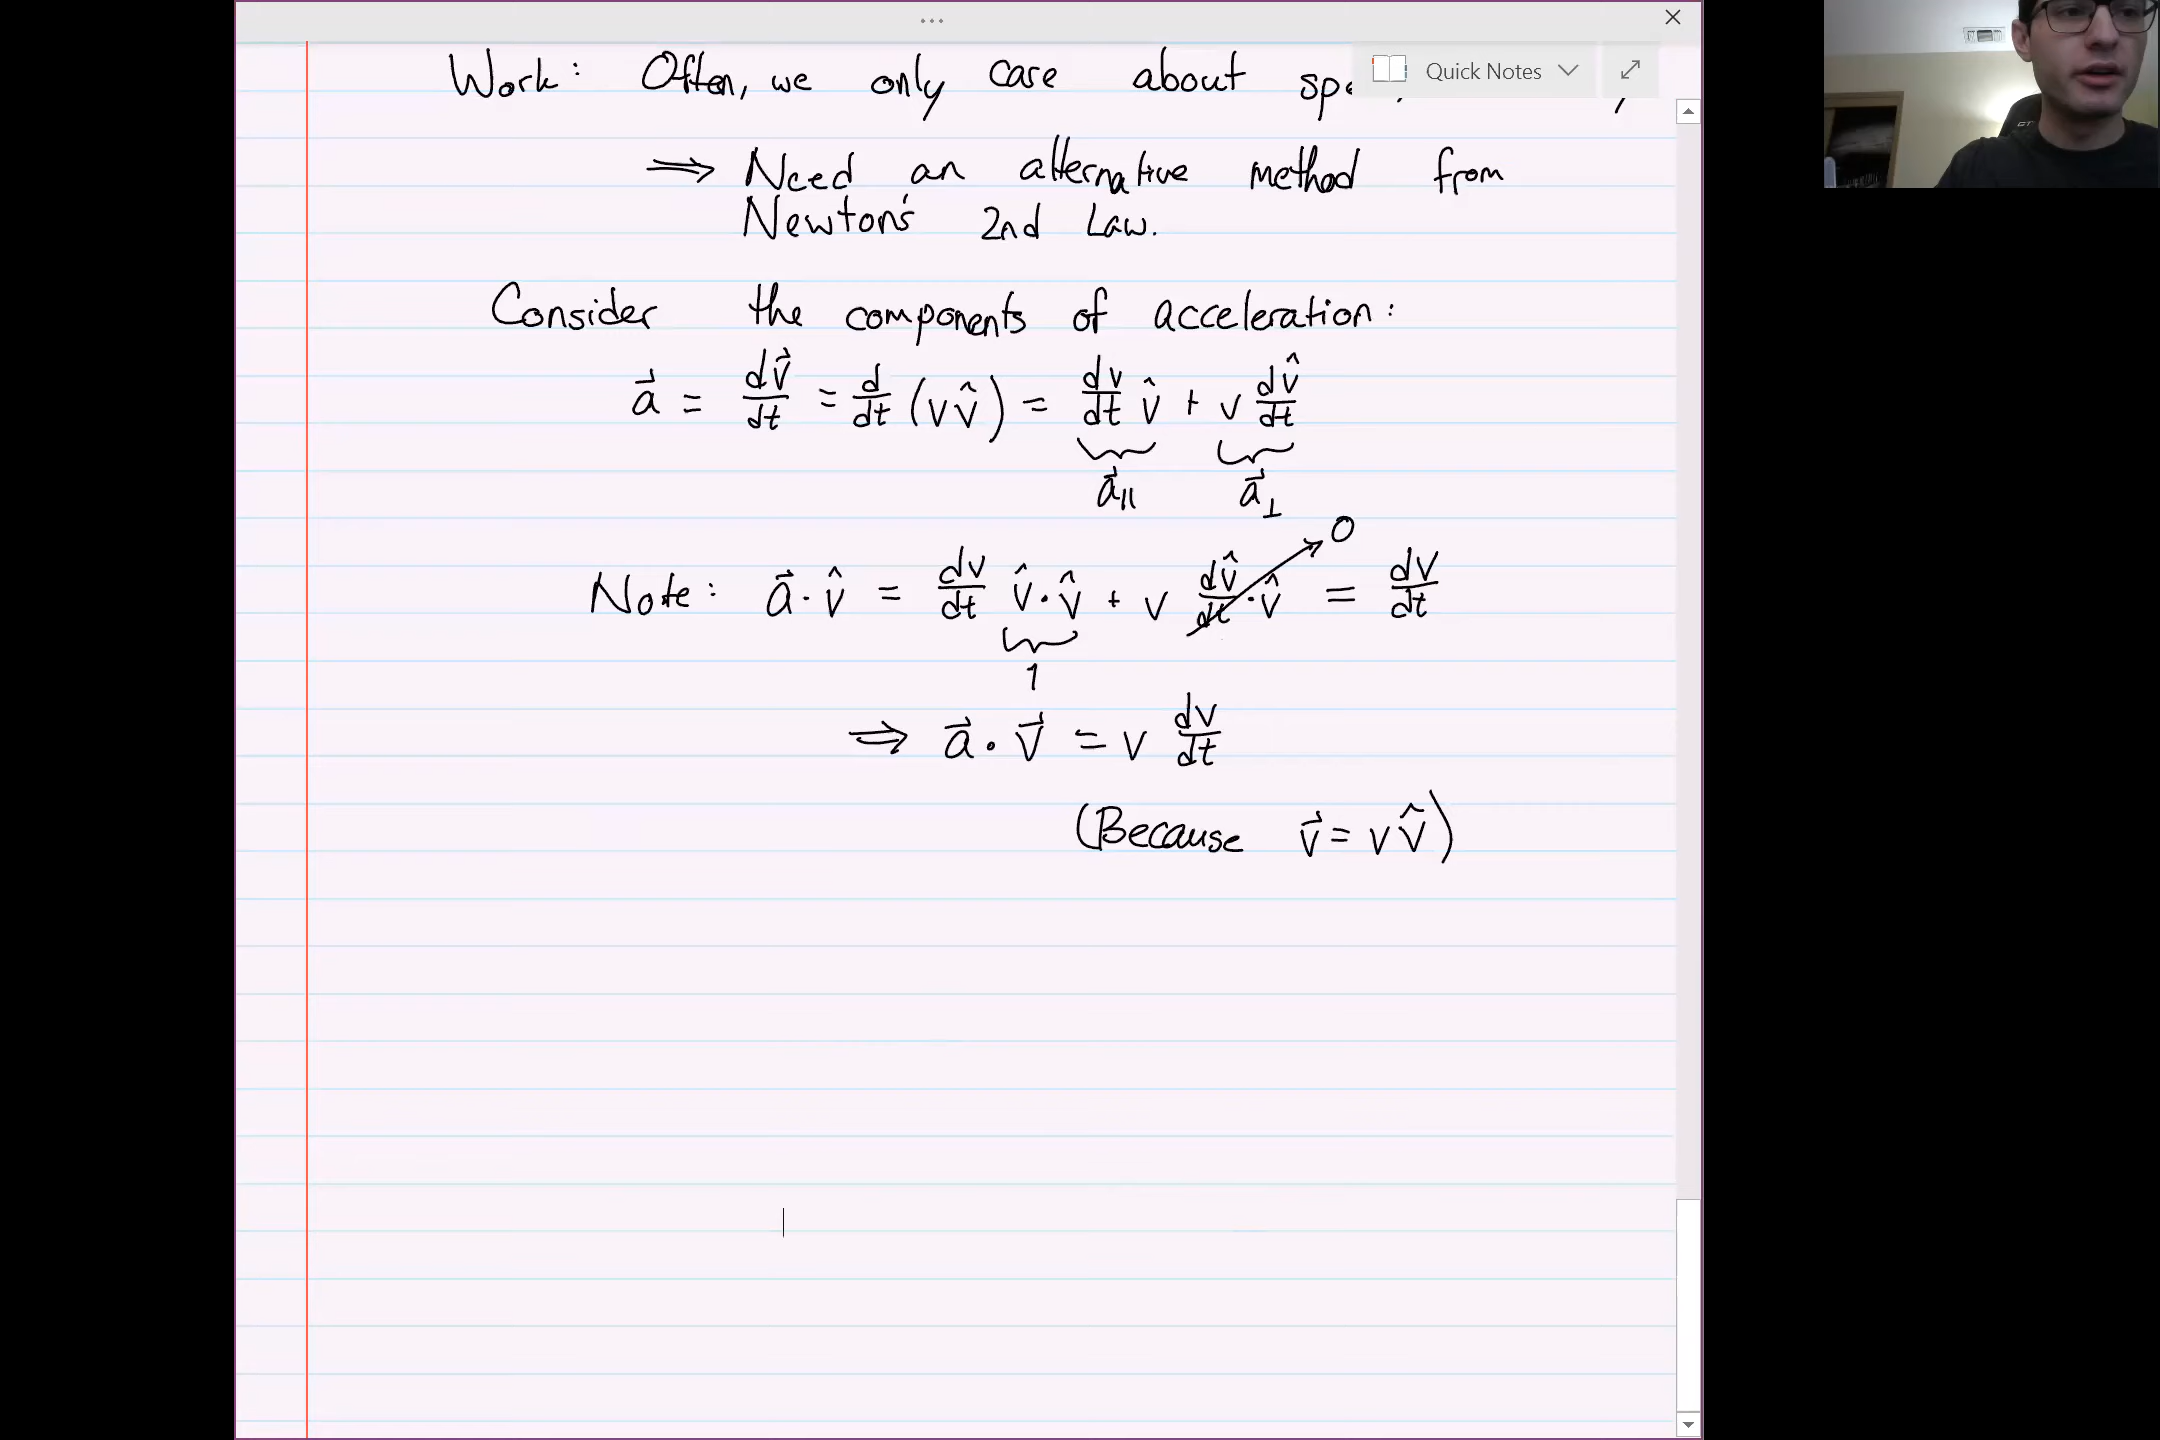 Work: Often, we only care about
Quick Notes
⟹ Need an alternative method from
Newton's 2nd Law.
Consider the components of acceleration:
a⃗ = dv⃗/dt = d/dt (v v̂) = dv/dt v̂ + v dv̂/dt
a⃗∥ a⃗⊥
0
Note: a⃗ · v̂ = dv/dt v̂ · v̂ + v dv̂/dt · v̂ = dv/dt
1
⟹ a⃗ · v⃗ = v dv/dt
(Because v⃗ = v v̂)